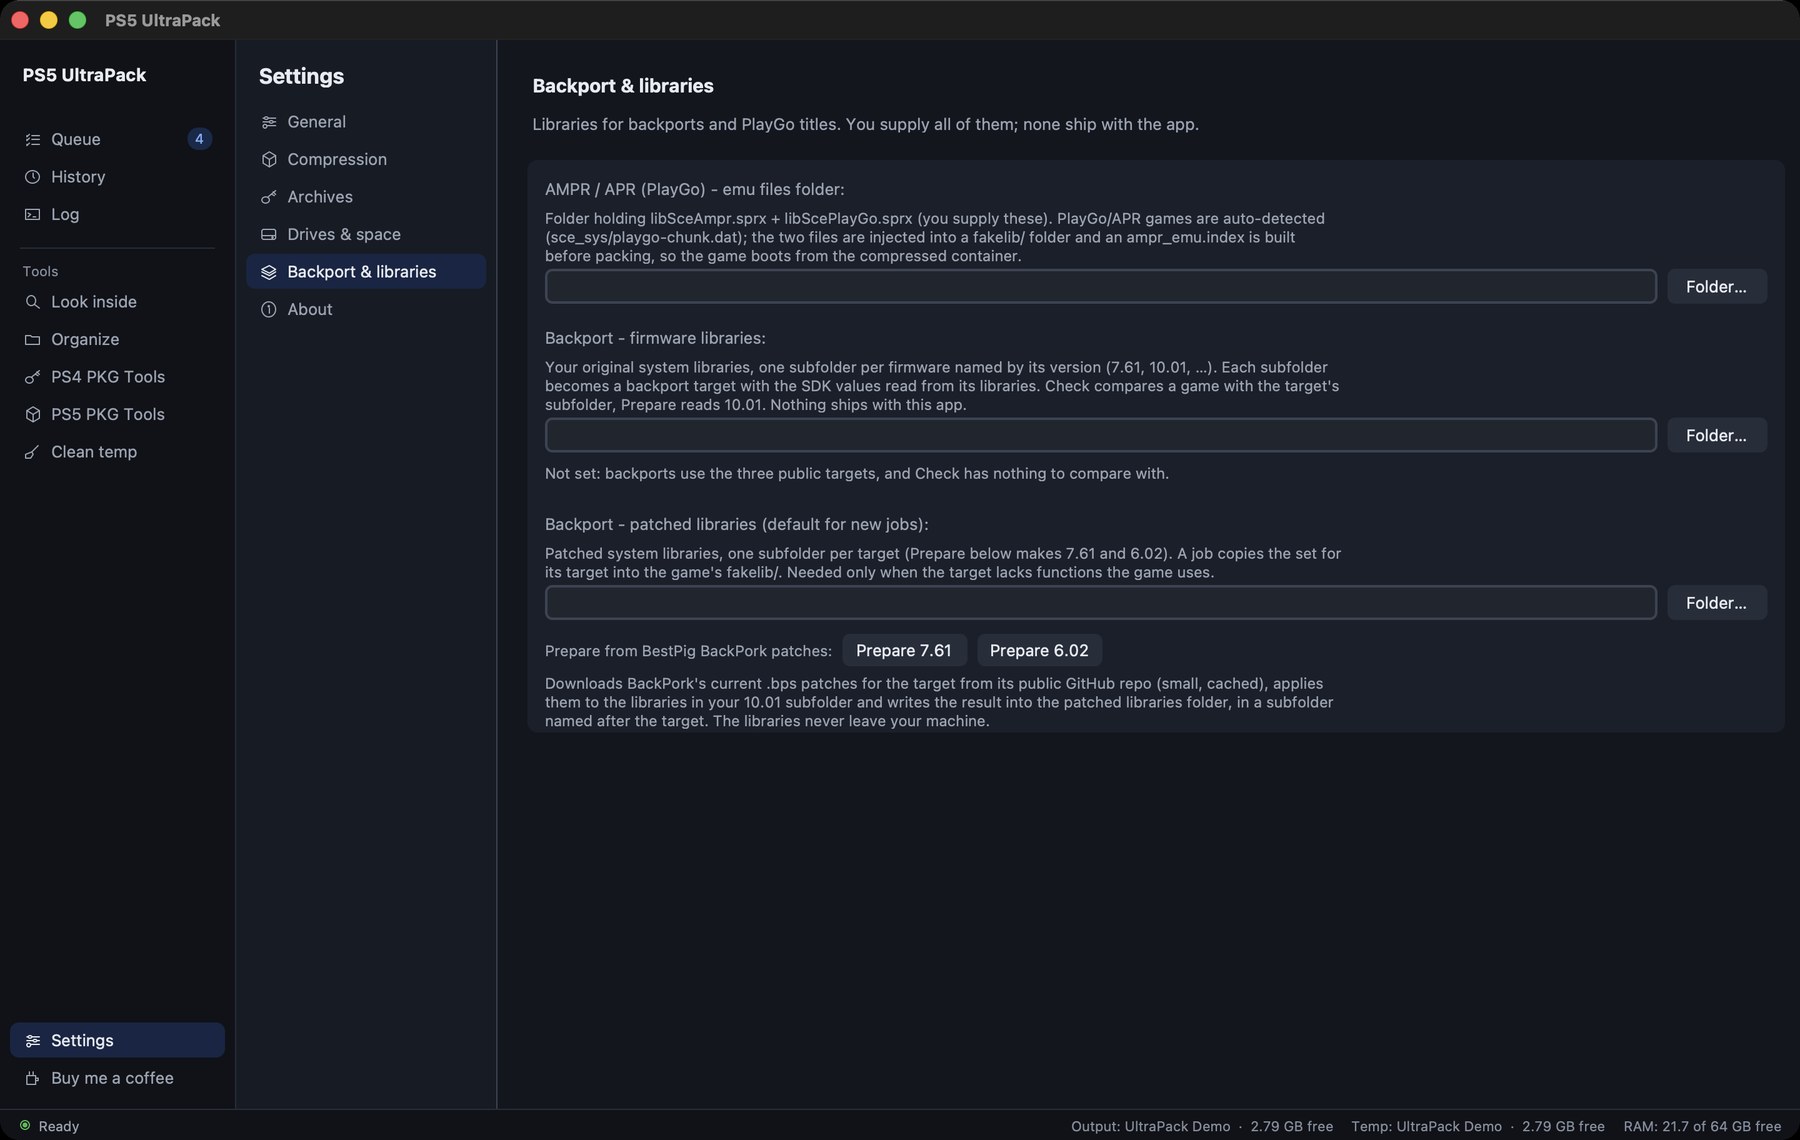 PS5 UltraPack
PS5 UltraPack
Queue
4
History
Log
Tools
Look inside
Organize
PS4 PKG Tools
PS5 PKG Tools
Clean temp
Settings
Buy me a coffee
Settings
General
Compression
Archives
Drives & space
Backport & libraries
About
Backport & libraries
Libraries for backports and PlayGo titles. You supply all of them; none ship with the app.
AMPR / APR (PlayGo) - emu files folder:
Folder holding libSceAmpr.sprx + libScePlayGo.sprx (you supply these). PlayGo/APR games are auto-detected
(sce_sys/playgo-chunk.dat); the two files are injected into a fakelib/ folder and an ampr_emu.index is built
before packing, so the game boots from the compressed container.
Folder...
Backport - firmware libraries:
Your original system libraries, one subfolder per firmware named by its version (7.61, 10.01, ...). Each subfolder
becomes a backport target with the SDK values read from its libraries. Check compares a game with the target's
subfolder, Prepare reads 10.01. Nothing ships with this app.
Folder...
Not set: backports use the three public targets, and Check has nothing to compare with.
Backport - patched libraries (default for new jobs):
Patched system libraries, one subfolder per target (Prepare below makes 7.61 and 6.02). A job copies the set for
its target into the game's fakelib/. Needed only when the target lacks functions the game uses.
Folder...
Prepare from BestPig BackPork patches: Prepare 7.61 Prepare 6.02
Downloads BackPork's current .bps patches for the target from its public GitHub repo (small, cached), applies
them to the libraries in your 10.01 subfolder and writes the result into the patched libraries folder, in a subfolder
named after the target. The libraries never leave your machine.
Ready
Output: UltraPack Demo · 2.79 GB free Temp: UltraPack Demo · 2.79 GB free RAM: 21.7 of 64 GB free